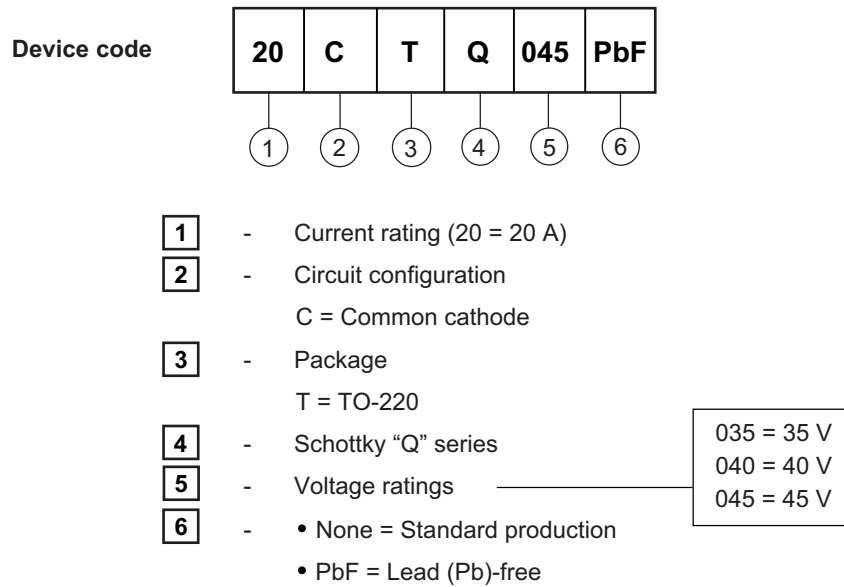 Device code
20 C T Q 045 PbF
1 2 3 4 5 6
1 - Current rating (20 = 20 A)
2 - Circuit configuration
C = Common cathode
3 - Package
T = TO-220
4 - Schottky “Q” series
5 - Voltage ratings
035 = 35 V
040 = 40 V
045 = 45 V
6 - • None = Standard production
• PbF = Lead (Pb)-free